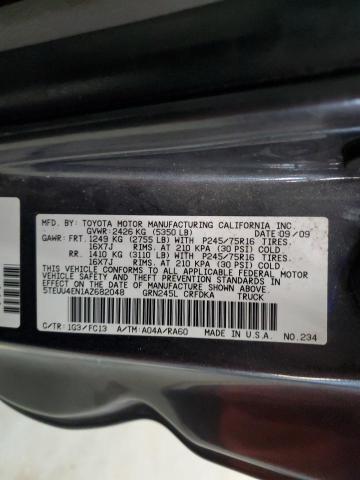 MFD. BY: TOYOTA MOTOR MANUFACTURING CALIFORNIA INC.
GVWR: 2426 KG (5350 LB) DATE: 09/09
GAWR: FRT. 1249 KG (2755 LB) WITH P245/75R16 TIRES.
16X7J RIMS. AT 210 KPA (30 PSI) COLD
RR. 1410 KG (3110 LB) WITH P245/75R16 TIRES.
16X7J RIMS. AT 210 KPA (30 PSI) COLD
THIS VEHICLE CONFORMS TO ALL APPLICABLE FEDERAL MOTOR
VEHICLE SAFETY AND THEFT PREVENTION STANDARDS IN
EFFECT ON THE DATE OF MANUFACTURE SHOWN ABOVE.
5TEUU4EN1AZ682048 GRN245L CRFDKA TRUCK
C/TR: 1G3/FC13 A/TM: A04A/RA60 MADE IN U.S.A. NO.234